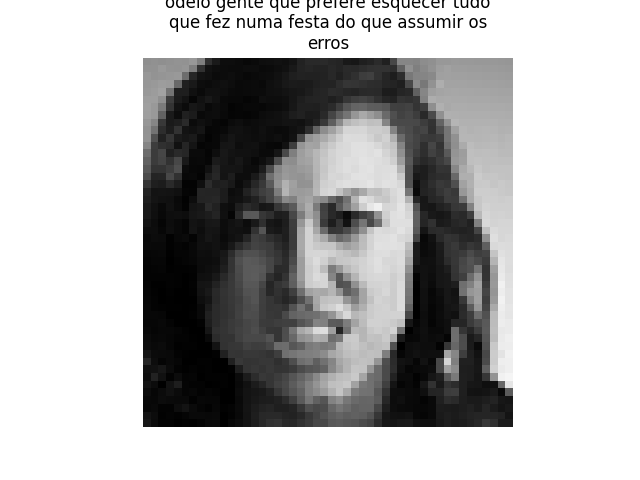 odeio gente que prefere esquecer tudo
que fez numa festa do que assumir os
erros